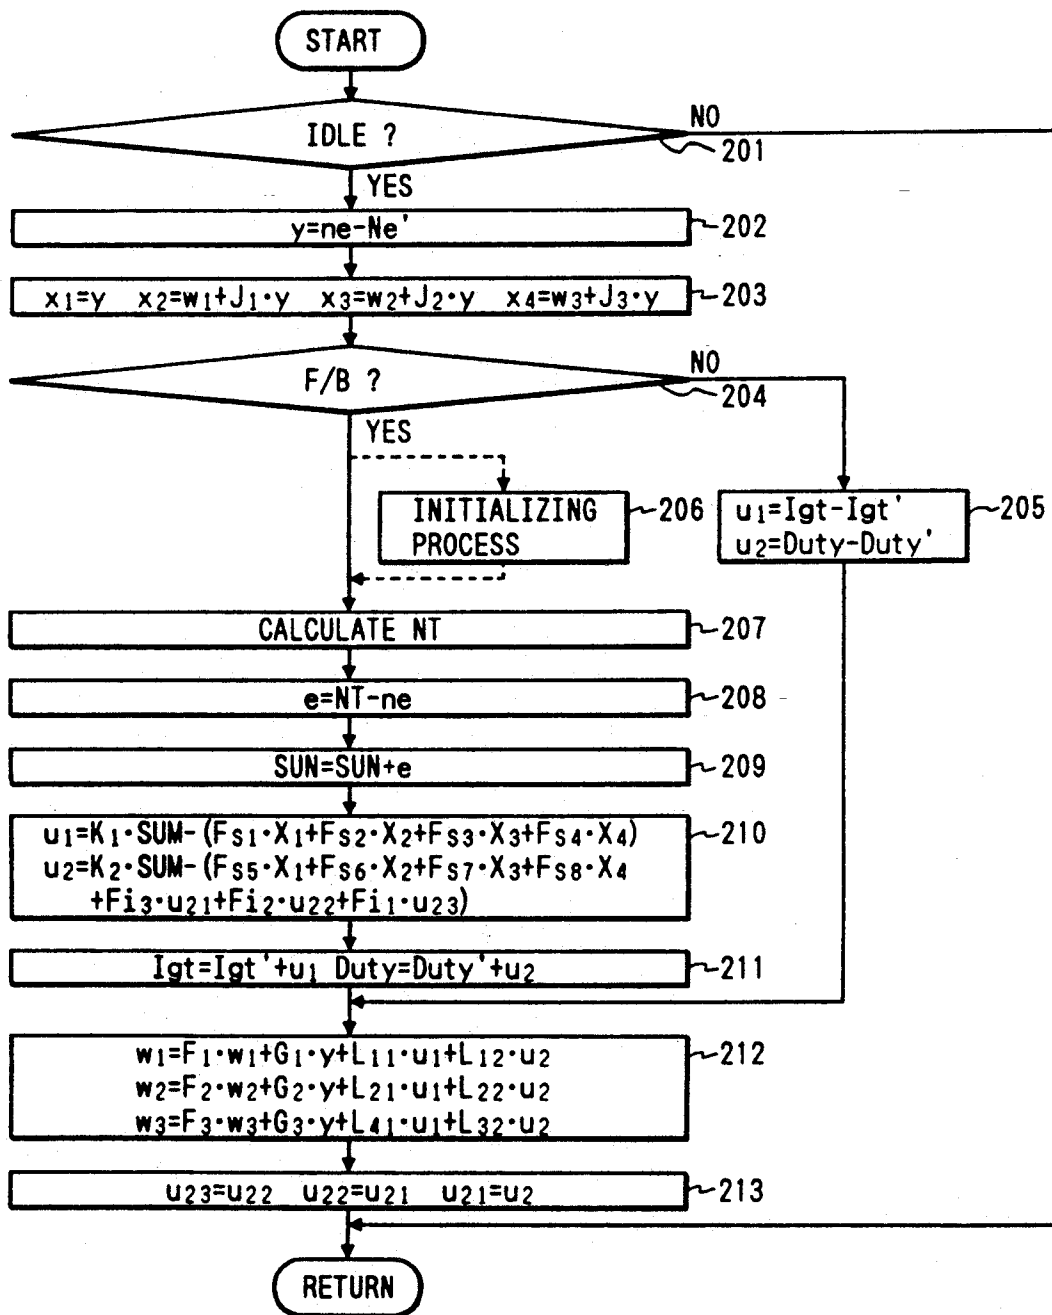 START
IDLE ?
NO
201
YES
y=ne-Ne'
202
x1=y x2=w1+J1·y x3=w2+J2·y x4=w3+J3·y
203
F/B ?
NO
204
YES
INITIALIZING
PROCESS
206
u1=Igt-Igt'
u2=Duty-Duty'
205
CALCULATE NT
207
e=NT-ne
208
SUN=SUN+e
209
u1=K1·SUM-(FS1·X1+FS2·X2+FS3·X3+FS4·X4)
u2=K2·SUM-(FS5·X1+FS6·X2+FS7·X3+FS8·X4
+Fi3·u21+Fi2·u22+Fi1·u23)
210
Igt=Igt'+u1 Duty=Duty'+u2
211
w1=F1·w1+G1·y+L11·u1+L12·u2
w2=F2·w2+G2·y+L21·u1+L22·u2
w3=F3·w3+G3·y+L41·u1+L32·u2
212
u23=u22 u22=u21 u21=u2
213
RETURN